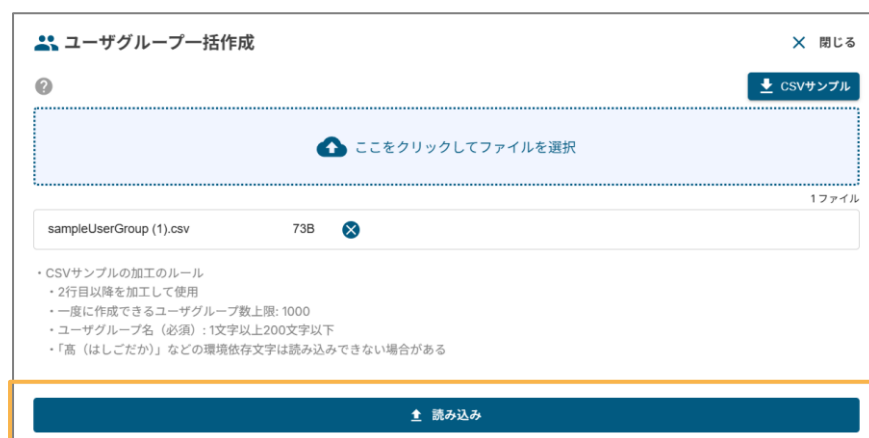 ユーザグループ一括作成
閉じる
CSVサンプル
ここをクリックしてファイルを選択
1ファイル
sampleUserGroup (1).csv 73B
・CSVサンプルの加工のルール
・2行目以降を加工して使用
・一度に作成できるユーザグループ数上限: 1000
・ユーザグループ名（必須）: 1文字以上200文字以下
・「髙（はしごだか）」などの環境依存文字は読み込みできない場合がある
読み込み